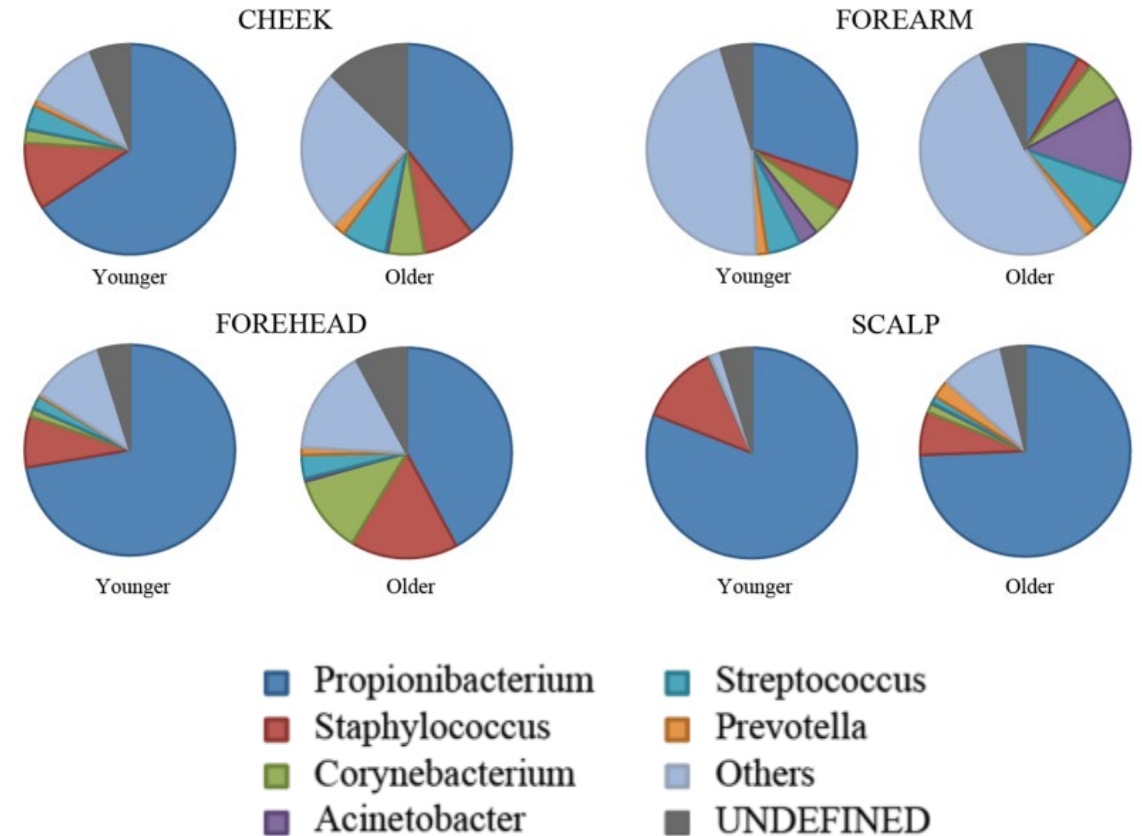 CHEEK
FOREARM
Younger
Older
Younger
Older
FOREHEAD
SCALP
Younger
Older
Younger
Older
Propionibacterium
Staphylococcus
Corynebacterium
Acinetobacter
Streptococcus
Prevotella
Others
UNDEFINED